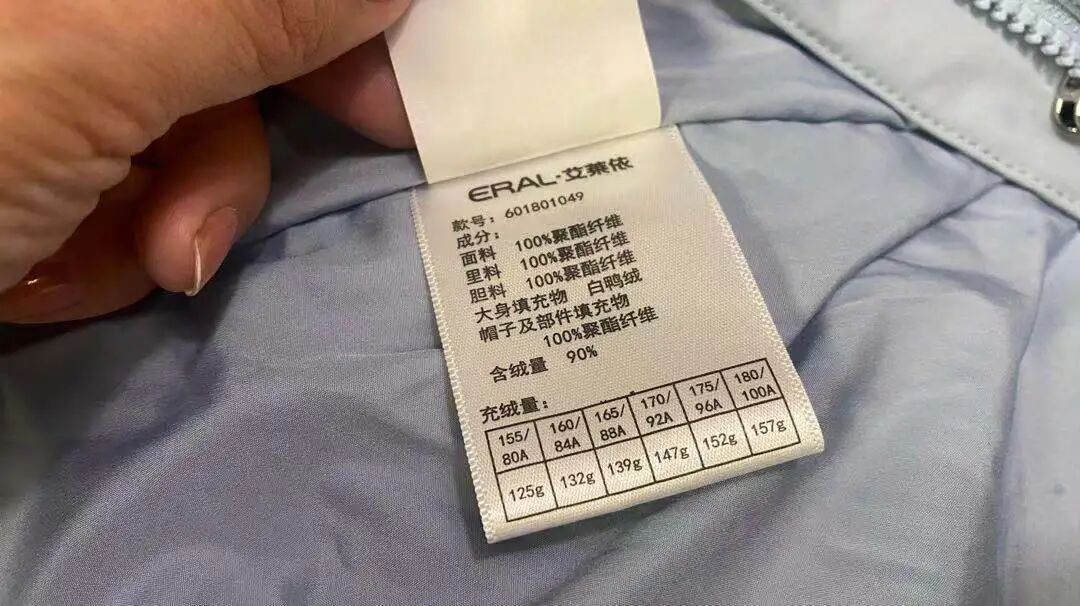 ERAL·艾莱依
款号：601801049
成分：
面料 100%聚酯纤维
里料 100%聚酯纤维
胆料 100%聚酯纤维
大身填充物 白鸭绒
帽子及部件填充物
100%聚酯纤维
含绒量 90%
充绒量：
155/80A 160/84A 165/88A 170/92A 175/96A 180/100A
125g 132g 139g 147g 152g 157g